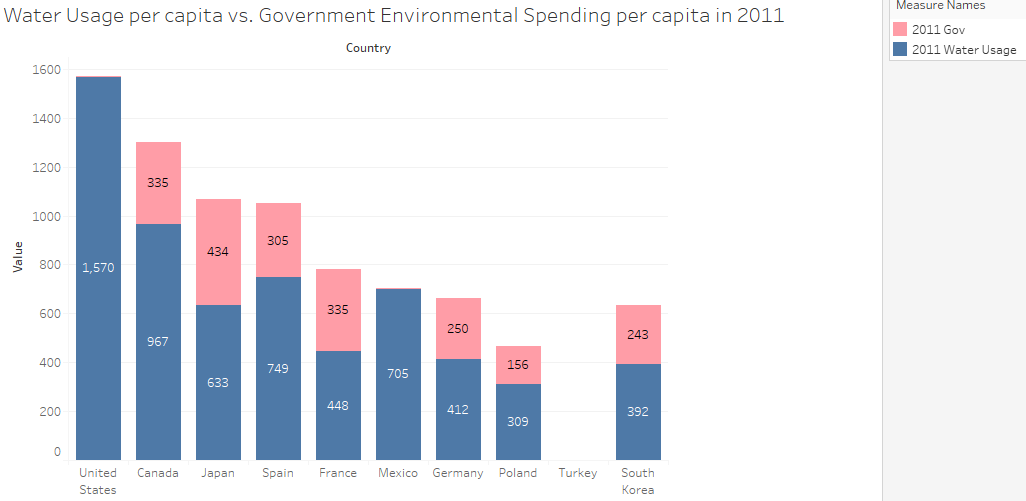 Water Usage per capita vs. Government Environmental Spending per capita in 2011
Measure Names
2011 Gov
2011 Water Usage
Country
Value
1600
1400
1200
1000
800
600
400
200
0
1,570
335
967
434
633
305
749
335
448
705
250
412
156
309
243
392
United States
Canada
Japan
Spain
France
Mexico
Germany
Poland
Turkey
South Korea